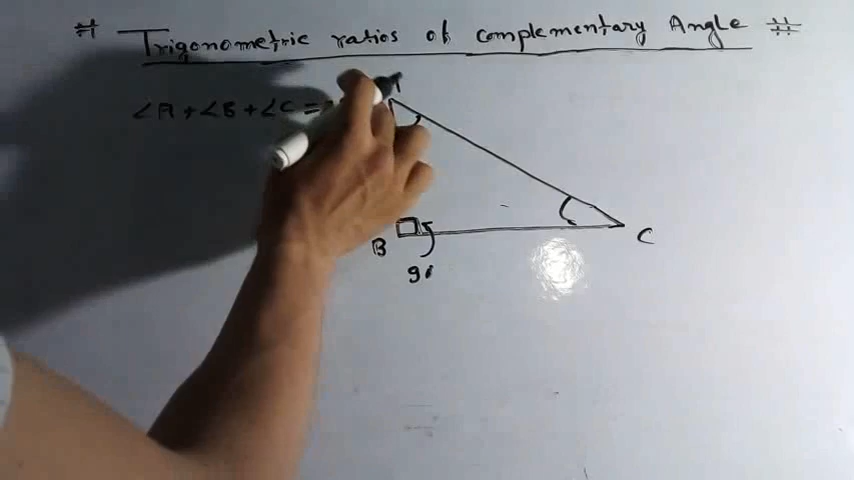 # Trigonometric ratios of complementary Angle #
∠A + ∠B + ∠C =
B
C
90